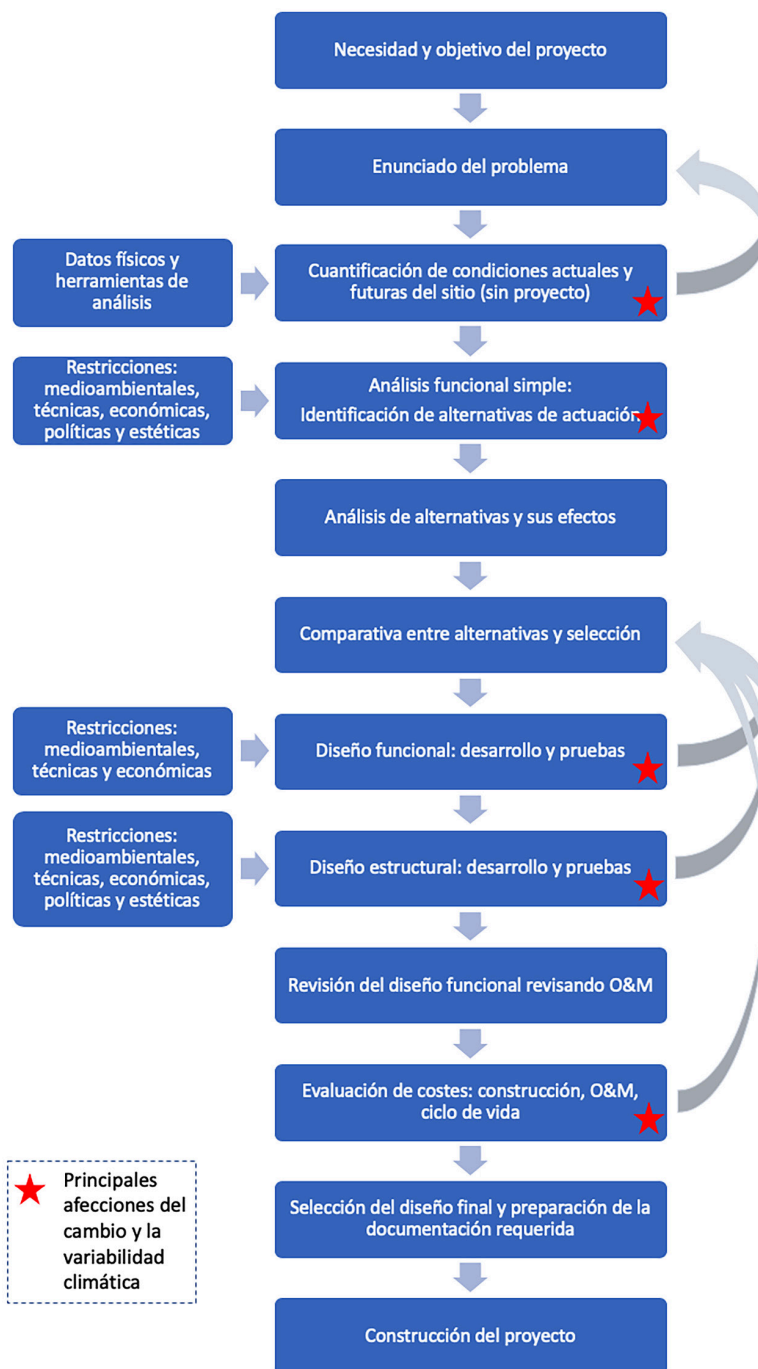 Necesidad y objetivo del proyecto
Enunciado del problema
Datos físicos y
herramientas de
análisis
Cuantificación de condiciones actuales y
futuras del sitio (sin proyecto)
Restricciones:
medioambientales,
técnicas, económicas,
políticas y estéticas
Análisis funcional simple:
Identificación de alternativas de actuación
Análisis de alternativas y sus efectos
Comparativa entre alternativas y selección
Restricciones:
medioambientales,
técnicas y económicas
Diseño funcional: desarrollo y pruebas
Restricciones:
medioambientales,
técnicas, económicas,
políticas y estéticas
Diseño estructural: desarrollo y pruebas
Revisión del diseño funcional revisando O&M
Evaluación de costes: construcción, O&M,
ciclo de vida
Principales
afecciones del
cambio y la
variabilidad
climática
Selección del diseño final y preparación de la
documentación requerida
Construcción del proyecto